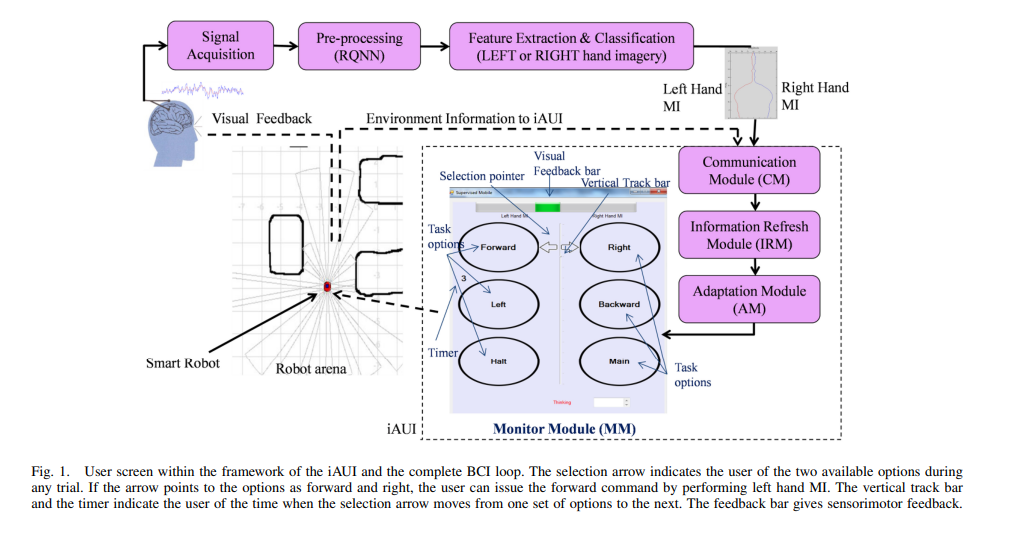 Signal
Acquisition
Pre-processing
(RQNN)
Feature Extraction & Classification
(LEFT or RIGHT hand imagery)
Left Hand
MI
Right Hand
MI
Visual Feedback
Environment Information to iAUI
Communication
Module (CM)
Information Refresh
Module (IRM)
Adaptation Module
(AM)
Visual
Feedback bar
Selection pointer
Vertical Track bar
Supervised Module
Left Hand MI
Right Hand MI
Task
options
Forward
Right
3
Left
Backward
Timer
Halt
Main
Task
options
Thinking
Smart Robot
Robot arena
iAUI
Monitor Module (MM)
Fig. 1. User screen within the framework of the iAUI and the complete BCI loop. The selection arrow indicates the user of the two available options during
any trial. If the arrow points to the options as forward and right, the user can issue the forward command by performing left hand MI. The vertical track bar
and the timer indicate the user of the time when the selection arrow moves from one set of options to the next. The feedback bar gives sensorimotor feedback.